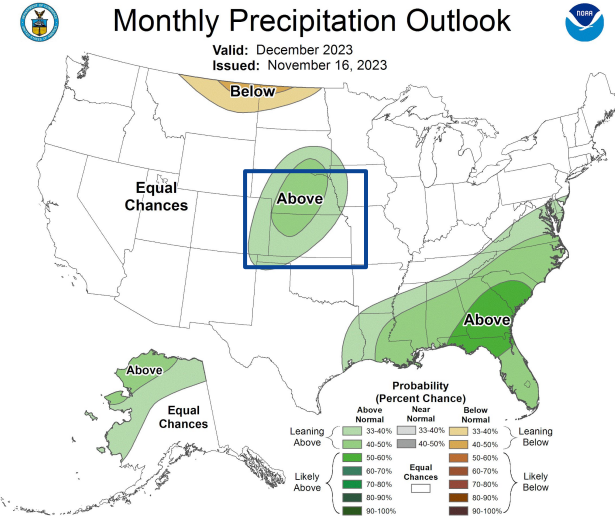 Monthly Precipitation Outlook
NOAA
Valid: December 2023
Issued: November 16, 2023
Below
Equal
Chances
Above
Above
Above
Equal
Chances
Probability
(Percent Chance)
Above
Normal
Near
Normal
Below
Normal
Leaning
Above
33-40%
33-40%
33-40%
Leaning
Below
40-50%
40-50%
40-50%
Likely
Above
50-60%
50-60%
Likely
Below
60-70%
Equal
Chances
60-70%
70-80%
70-80%
80-90%
80-90%
90-100%
90-100%